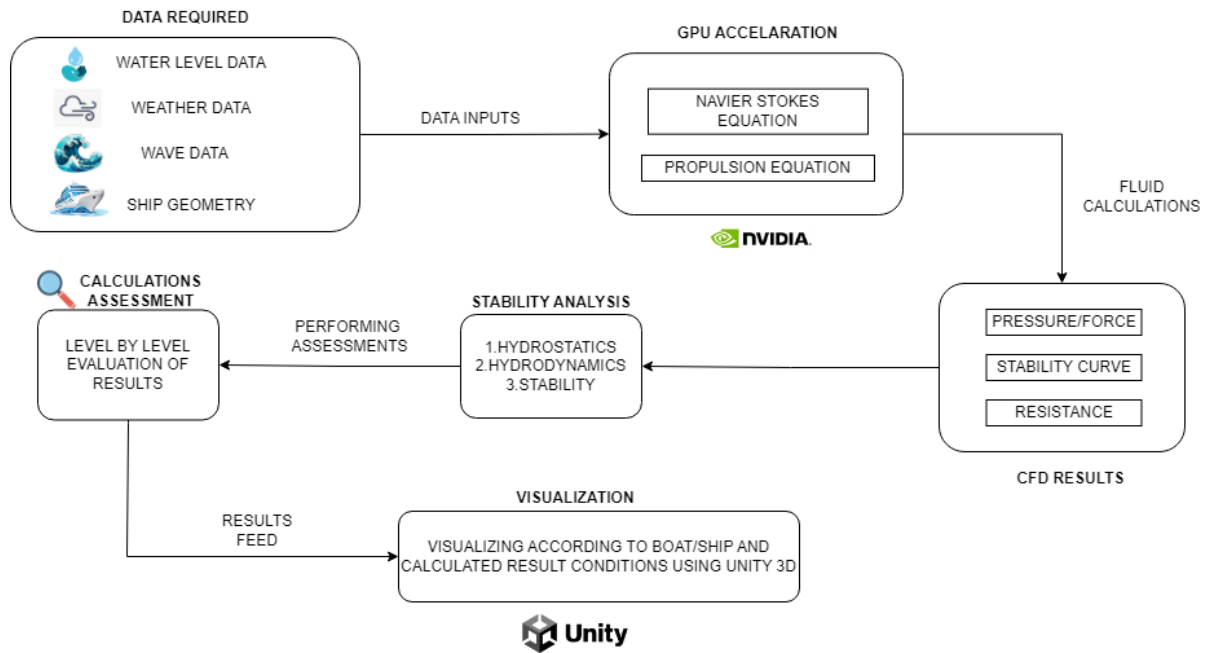 DATA REQUIRED
WATER LEVEL DATA
WEATHER DATA
WAVE DATA
SHIP GEOMETRY
DATA INPUTS
GPU ACCELARATION
NAVIER STOKES
EQUATION
PROPULSION EQUATION
NVIDIA.
FLUID
CALCULATIONS
PRESSURE/FORCE
STABILITY CURVE
RESISTANCE
CFD RESULTS
STABILITY ANALYSIS
1.HYDROSTATICS
2.HYDRODYNAMICS
3.STABILITY
PERFORMING
ASSESSMENTS
CALCULATIONS
ASSESSMENT
LEVEL BY LEVEL
EVALUATION OF
RESULTS
RESULTS
FEED
VISUALIZATION
VISUALIZING ACCORDING TO BOAT/SHIP AND
CALCULATED RESULT CONDITIONS USING UNITY 3D
Unity